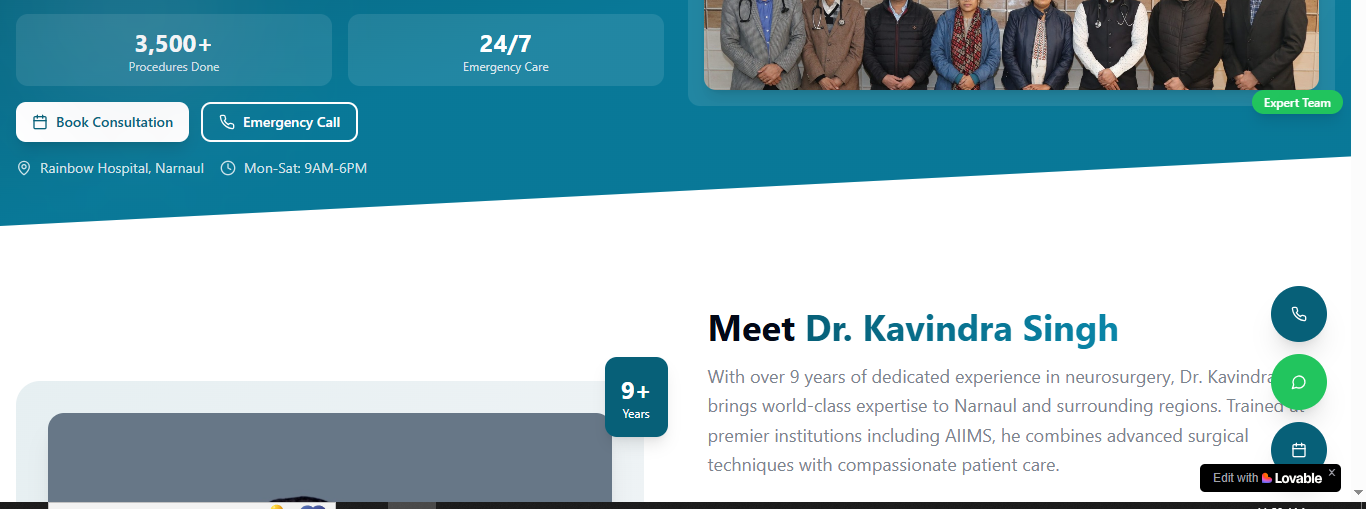 3,500+
Procedures Done
24/7
Emergency Care
Expert Team
Book Consultation
Emergency Call
Rainbow Hospital, Narnaul
Mon-Sat: 9AM-6PM
9+
Years
Meet Dr. Kavindra Singh
With over 9 years of dedicated experience in neurosurgery, Dr. Kavindra
brings world-class expertise to Narnaul and surrounding regions. Trained at
premier institutions including AIIMS, he combines advanced surgical
techniques with compassionate patient care.
Edit with Lovable x